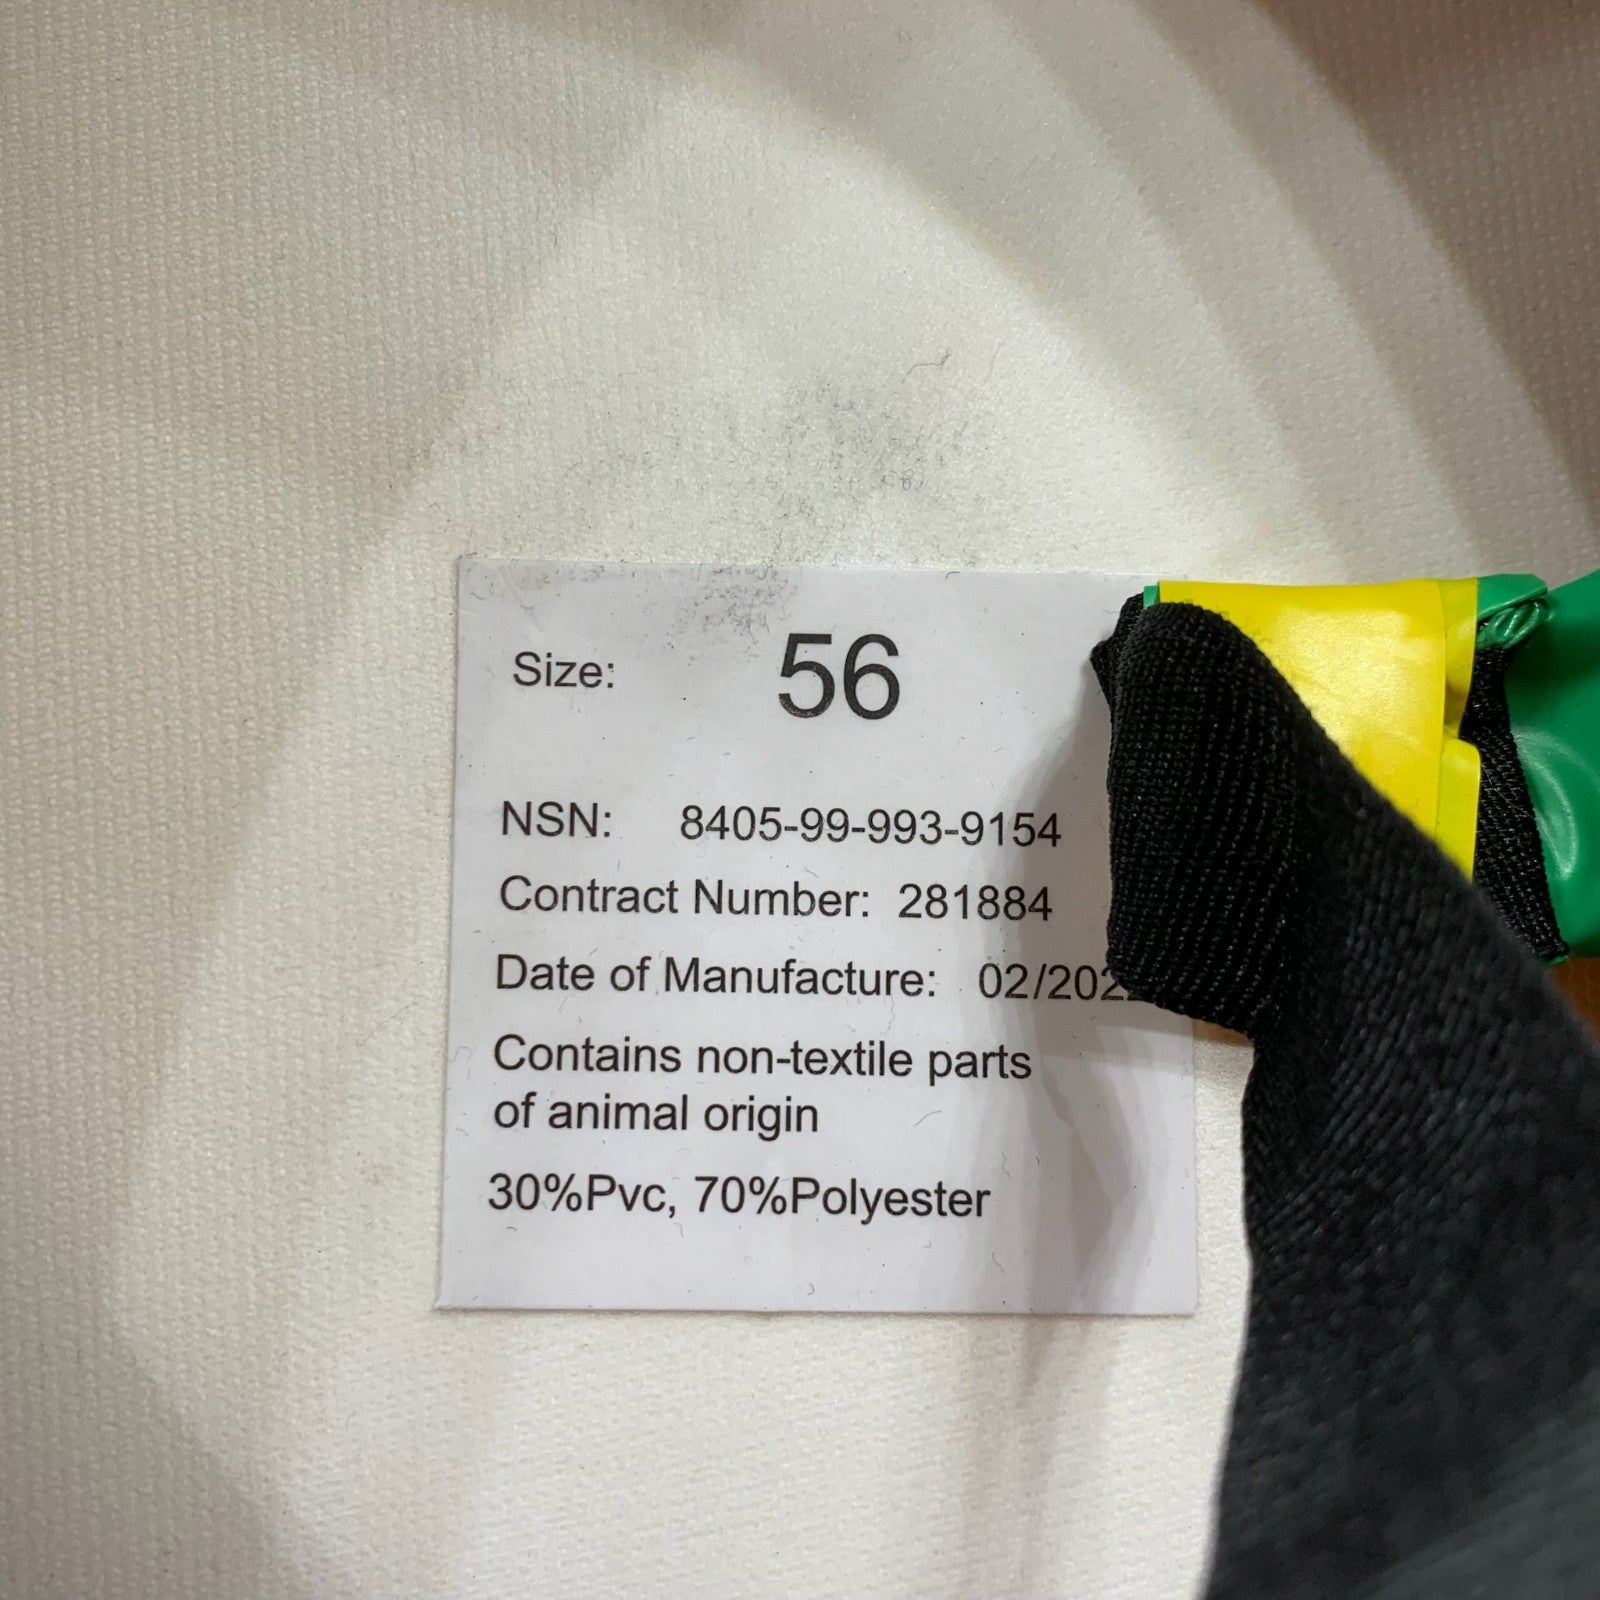 Size: 56
NSN: 8405-99-993-9154
Contract Number: 281884
Date of Manufacture: 02/202
Contains non-textile parts
of animal origin
30%Pvc, 70%Polyester